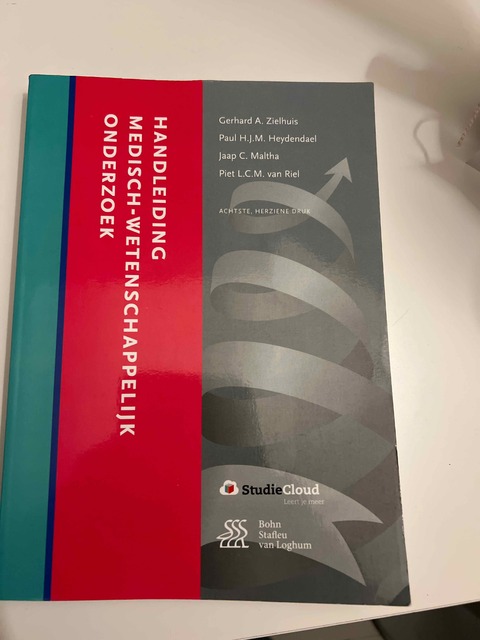 HANDLEIDING
MEDISCH-WETENSCHAPPELIJK
ONDERZOEK
Gerhard A. Zielhuis
Paul H.J.M. Heydendael
Jaap C. Maltha
Piet L.C.M. van Riel
ACHTSTE, HERZIENE DRUK
StudieCloud
Leert je meer
Bohn
Stafleu
van Loghum